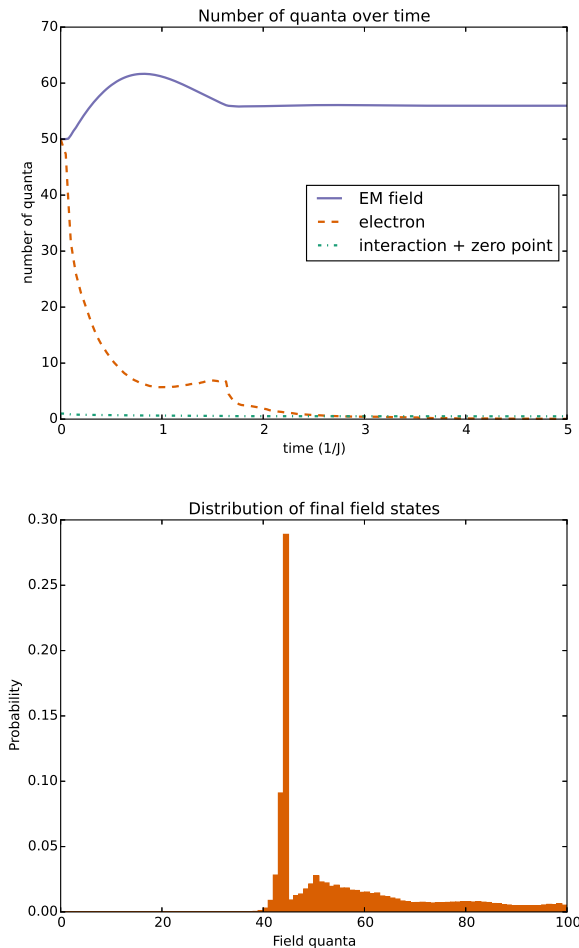 Number of quanta over time
70
60
50
40
30
20
10
0
number of quanta
EM field
electron
interaction + zero point
0 1 2 3 4 5
time (1/J)
Distribution of final field states
0.30
0.25
0.20
0.15
0.10
0.05
0.00
Probability
0 20 40 60 80 100
Field quanta